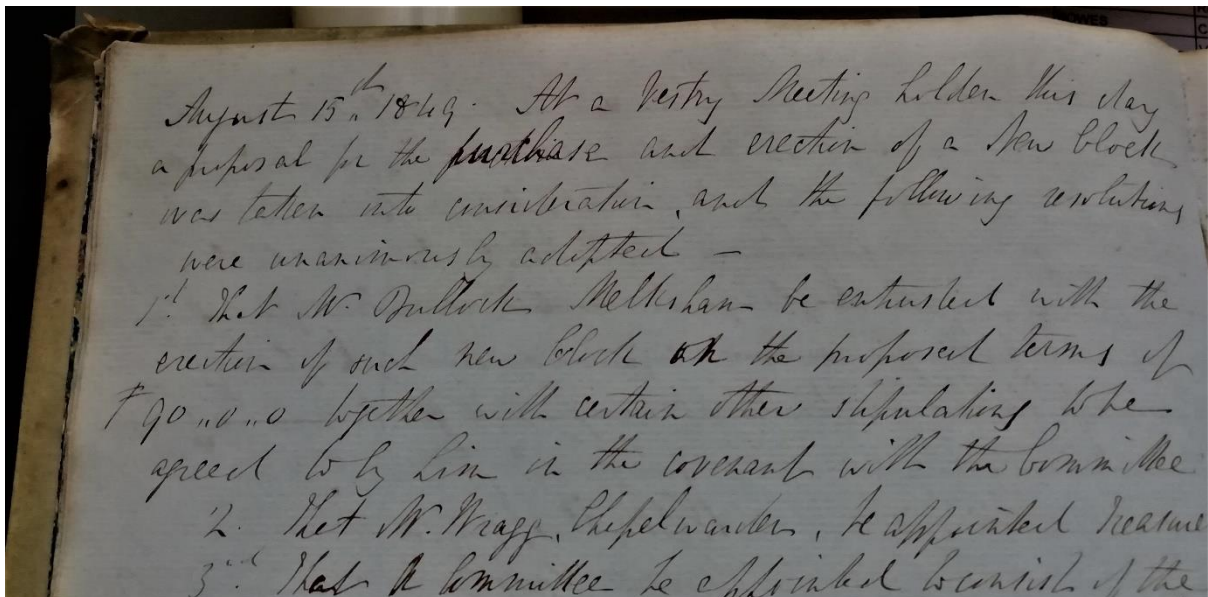 August 15th. 1849. At a Vestry Meeting holden this day
a proposal for the purchase and erection of a New Clock
was taken into consideration, and the following resolutions
were unanimously adopted —
1st. That Mr Bullock Melksham be entrusted with the
erection of such new Clock on the proposed terms of
£90..0..0 together with certain other stipulations to be
agreed to by him in the covenant with the Committee
2. That Mr. Wragg, Chapelwarden, be appointed Treasure
3rd. That a Committee be appointed to consist of the